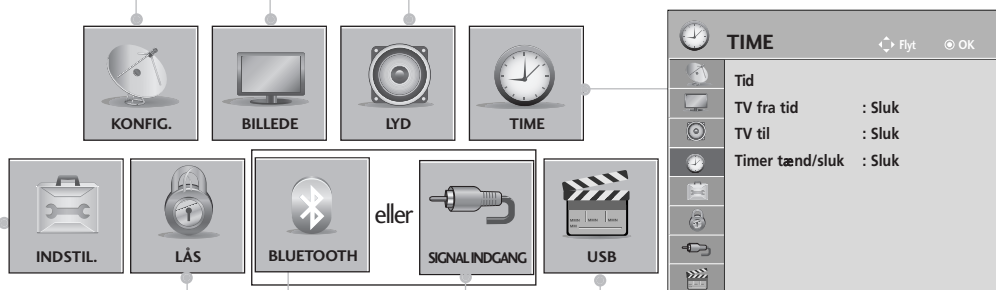 KONFIG.
BILLEDE
LYD
TIME
INDSTIL.
LÅS
BLUETOOTH
eller
SIGNAL INDGANG
USB
TIME
Flyt
OK
Tid
TV fra tid : Sluk
TV til : Sluk
Timer tænd/sluk : Sluk